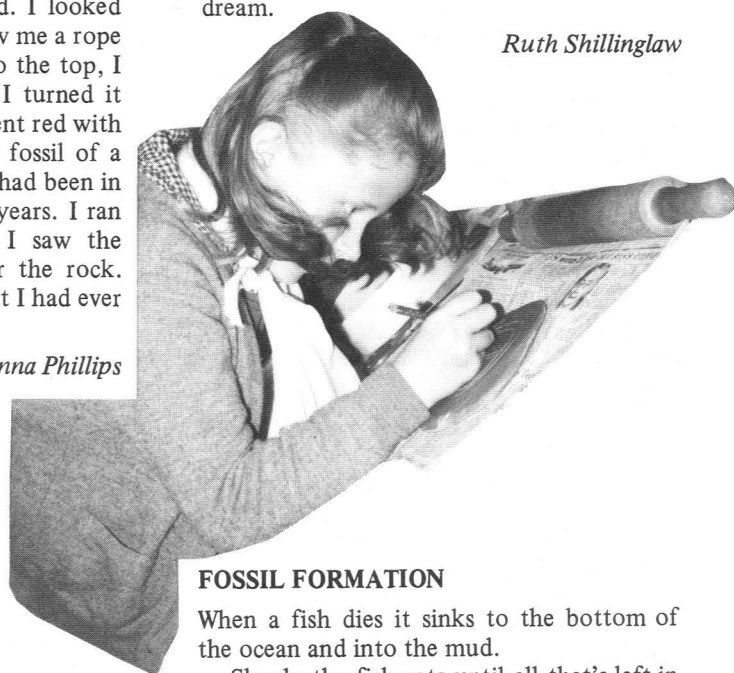 d. I looked
w me a rope
o the top, I
I turned it
ent red with
fossil of a
had been in
years. I ran
I saw the
r the rock.
t I had ever
nna Phillips
dream.
Ruth Shillinglaw
FOSSIL FORMATION
When a fish dies it sinks to the bottom of
the ocean and into the mud.